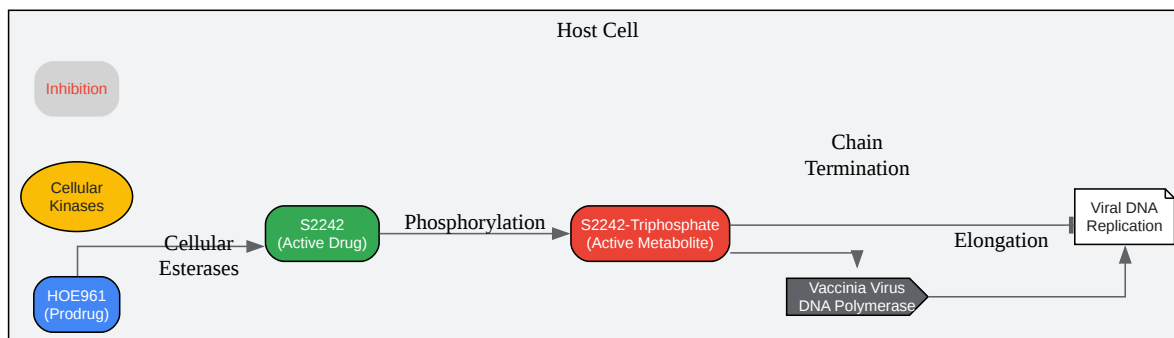 Host Cell
Inhibition
Cellular
Kinases
HOE961
(Prodrug)
Cellular
Esterases
S2242
(Active Drug)
Phosphorylation
S2242-Triphosphate
(Active Metabolite)
Chain
Termination
Elongation
Vaccinia Virus
DNA Polymerase
Viral DNA
Replication